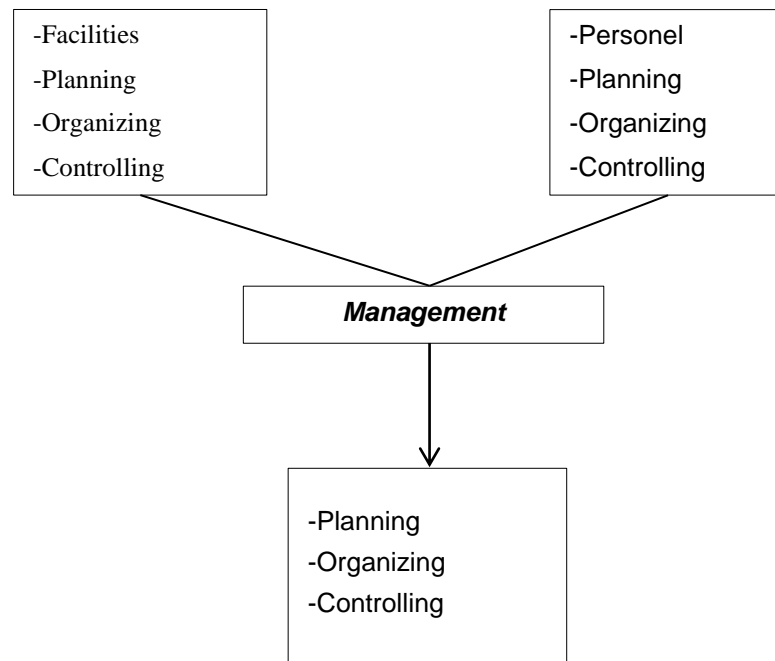 -Facilities
-Planning
-Organizing
-Controlling
-Personel
-Planning
-Organizing
-Controlling
Management
-Planning
-Organizing
-Controlling